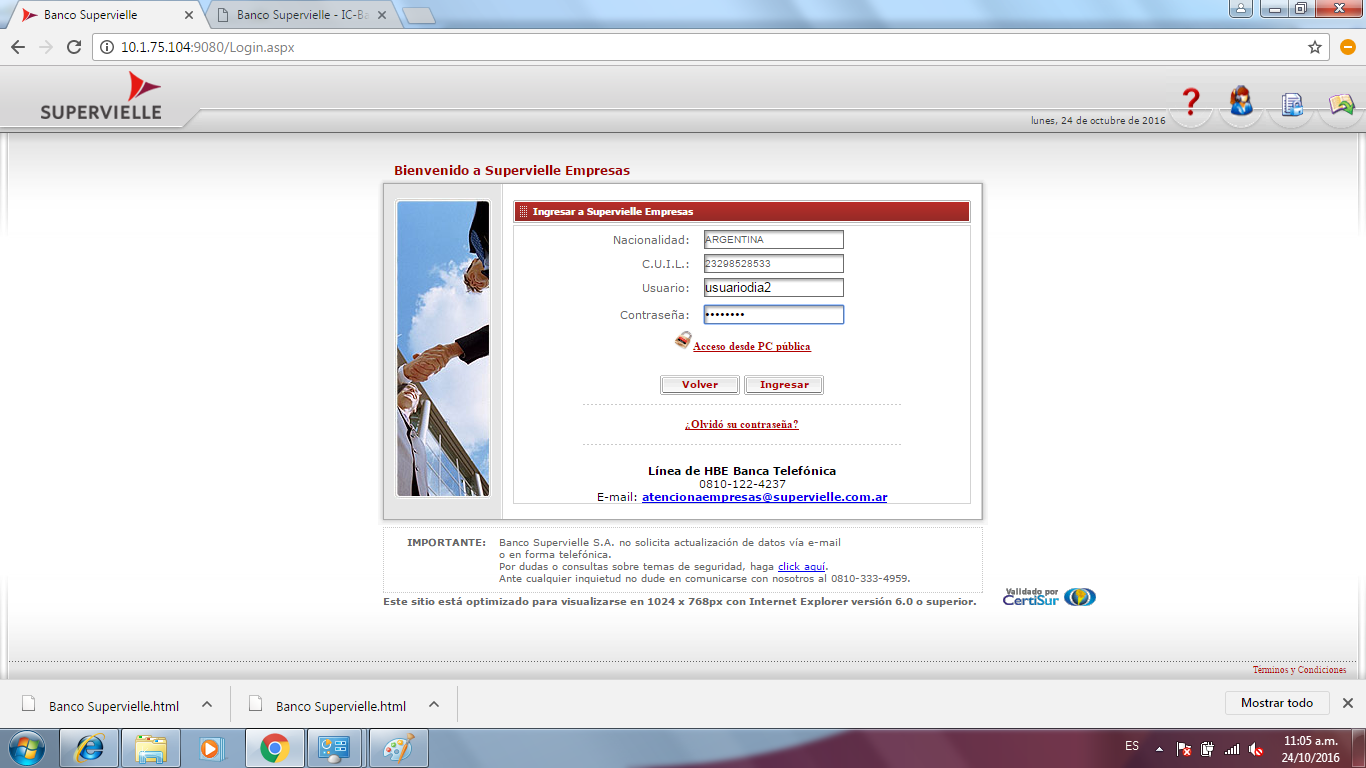 Banco Supervielle
Banco Supervielle - IC-Ba
10.1.75.104:9080/Login.aspx
SUPERVIELLE
lunes, 24 de octubre de 2016
Bienvenido a Supervielle Empresas
Ingresar a Supervielle Empresas
Nacionalidad: ARGENTINA
C.U.I.L.: 23298528533
Usuario: usuariodia2
Contraseña: ••••••••
Acceso desde PC pública
Volver Ingresar
¿Olvidó su contraseña?
Línea de HBE Banca Telefónica
0810-122-4237
E-mail: atencionaempresas@supervielle.com.ar
IMPORTANTE: Banco Supervielle S.A. no solicita actualización de datos vía e-mail
o en forma telefónica.
Por dudas o consultas sobre temas de seguridad, haga click aquí.
Ante cualquier inquietud no dude en comunicarse con nosotros al 0810-333-4959.
Este sitio está optimizado para visualizarse en 1024 x 768px con Internet Explorer versión 6.0 o superior.
Validado por
CertiSur
Términos y Condiciones
Banco Supervielle.html
Banco Supervielle.html
Mostrar todo
ES
11:05 a.m.
24/10/2016